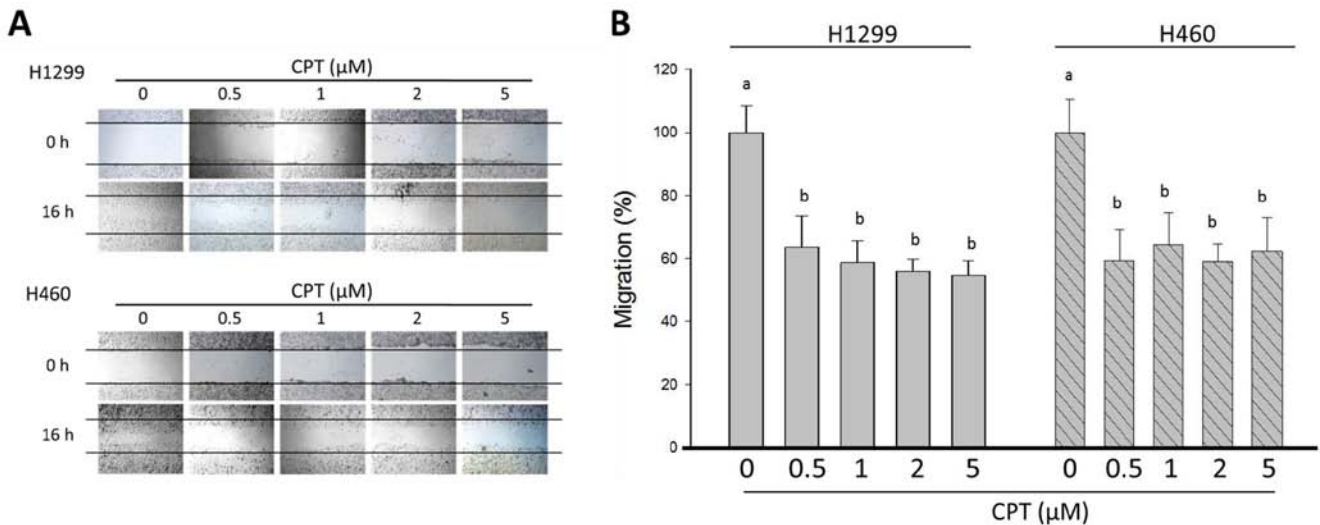 A
H1299
CPT (µM)
0 0.5 1 2 5
0 h
16 h
H460
CPT (µM)
0 0.5 1 2 5
0 h
16 h
B
H1299 H460
120
100
80
60
40
20
0
Migration (%)
a b b b b a b b b b
0 0.5 1 2 5 0 0.5 1 2 5
CPT (µM)